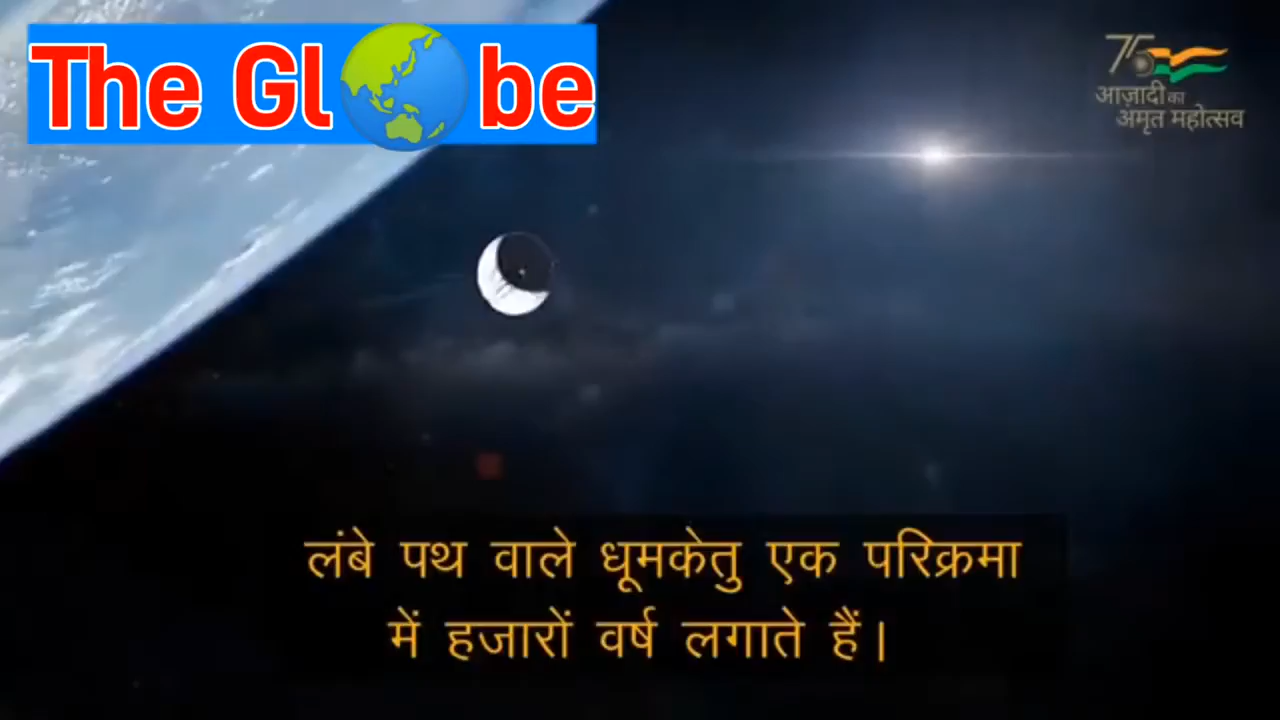 The Gl be
75
आज़ादी का
अमृत महोत्सव
लंबे पथ वाले धूमकेतु एक परिक्रमा
में हजारों वर्ष लगाते हैं।